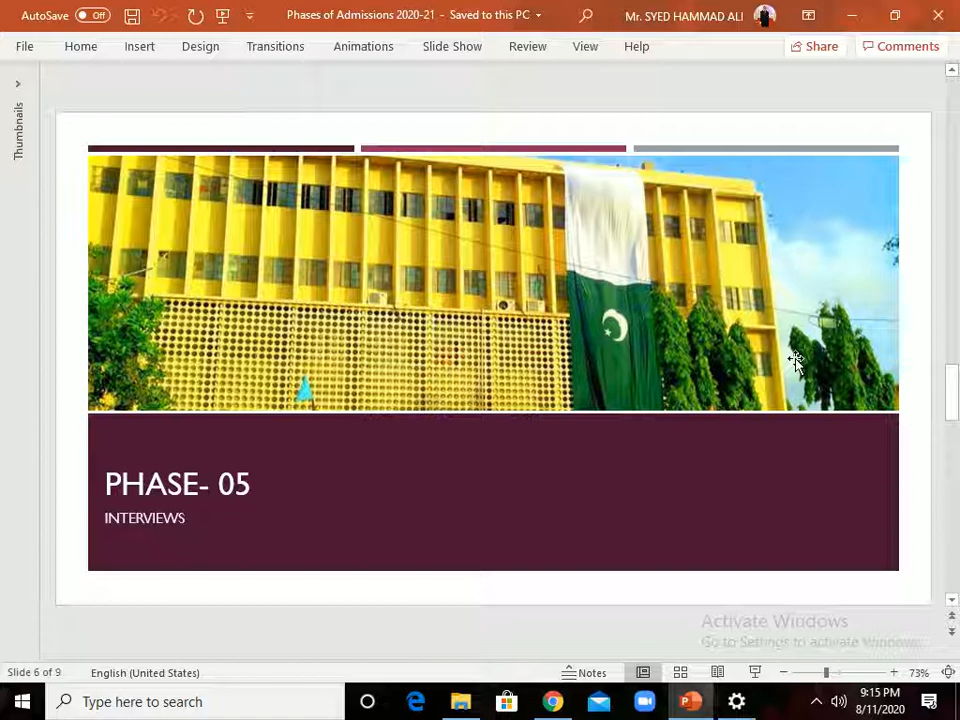 AutoSave Off Phases of Admissions 2020-21 - Saved to this PC Mr. SYED HAMMAD ALI
File Home Insert Design Transitions Animations Slide Show Review View Help Share Comments
Thumbnails
PHASE- 05
INTERVIEWS
Activate Windows
Go to Settings to activate Windows.
Slide 6 of 9 English (United States) Notes 73%
Type here to search
9:15 PM
8/11/2020